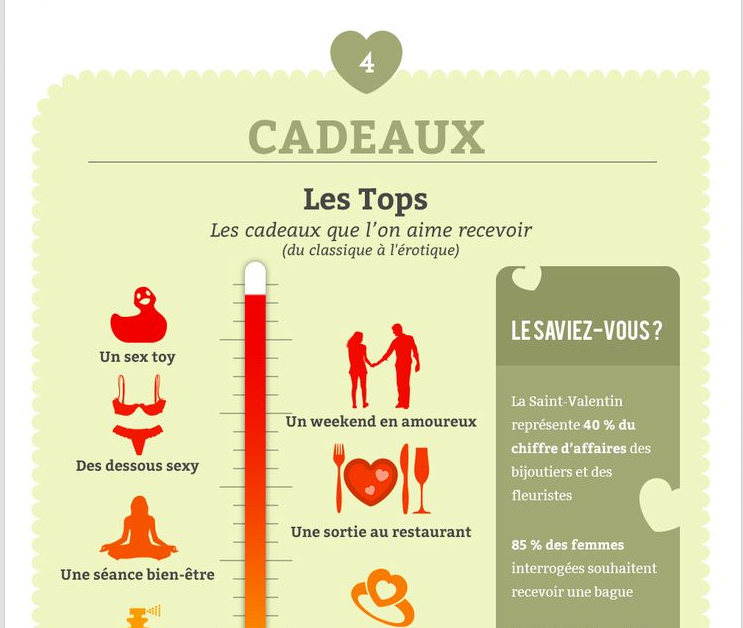 4
CADEAUX
Les Tops
Les cadeaux que l'on aime recevoir
(du classique à l'érotique)
Un sex toy
Des dessous sexy
Une séance bien-être
Un weekend en amoureux
Une sortie au restaurant
LE SAVIEZ-VOUS ?
La Saint-Valentin
représente 40 % du
chiffre d'affaires des
bijoutiers et des
fleuristes
85 % des femmes
interrogées souhaitent
recevoir une bague